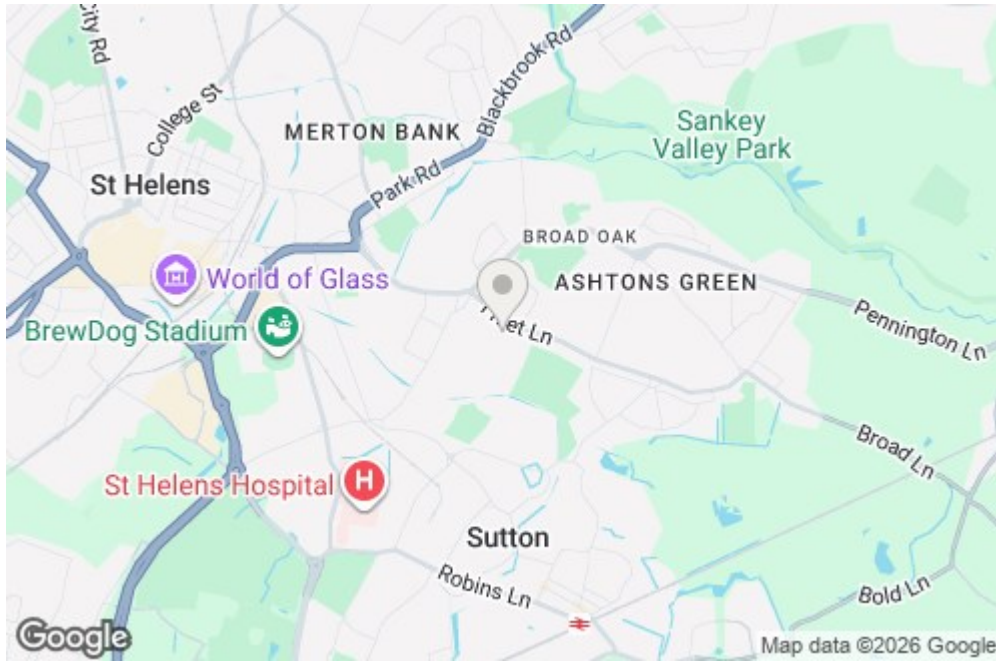 City Rd
College St
Blackbrook Rd
MERTON BANK
Sankey
Valley Park
St Helens
Park Rd
BROAD OAK
World of Glass
ASHTONS GREEN
BrewDog Stadium
Ln
Pennington Ln
Broad Ln
St Helens Hospital
H
Sutton
Robins Ln
Bold Ln
Google
Map data ©2026 Google